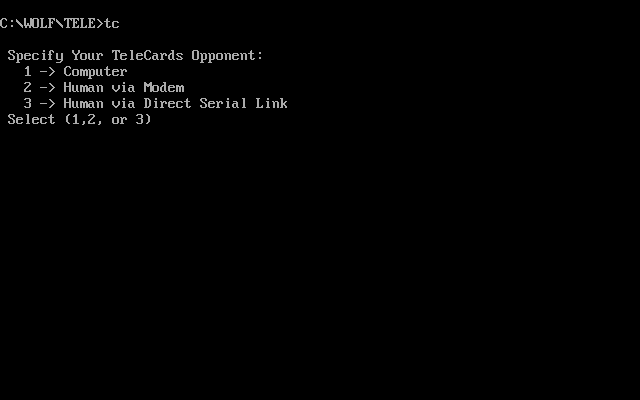 C:\WOLF\TELE>tc
Specify Your TeleCards Opponent:
1 -> Computer
2 -> Human via Modem
3 -> Human via Direct Serial Link
Select (1,2, or 3)